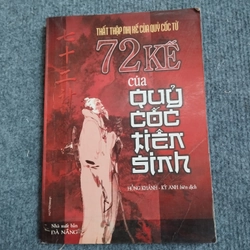 THẤT THẬP NHỊ KẾ CỦA QUỶ CỐC TỬ
72 KẾ
của
QUỶ
CỐC
TIÊN
SINH
HỒNG KHÁNH - KỲ ANH biên dịch
Nhà xuất bản
ĐÀ NẴNG